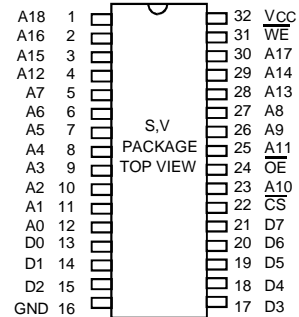 A18 1 32 VCC
A16 2 31 W̅E̅
A15 3 30 A17
A12 4 29 A14
A7 5 28 A13
A6 6 27 A8
A5 7 26 A9
A4 8 25 A11
A3 9 24 O̅E̅
A2 10 23 A10
A1 11 22 C̅S̅
A0 12 21 D7
D0 13 20 D6
D1 14 19 D5
D2 15 18 D4
GND 16 17 D3
S,V
PACKAGE
TOP VIEW